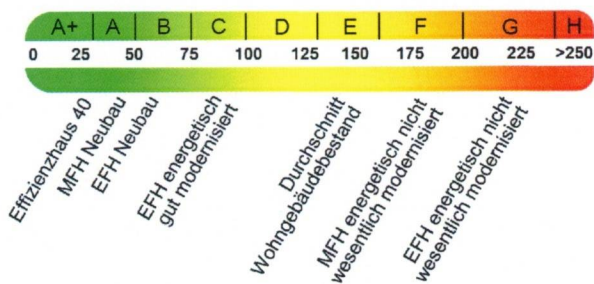 A+ A B C D E F G H
0 25 50 75 100 125 150 175 200 225 >250
Effizienzhaus 40
MFH Neubau
EFH Neubau
EFH energetisch
gut modernisiert
Durchschnitt
Wohngebäudebestand
MFH energetisch nicht
wesentlich modernisiert
EFH energetisch nicht
wesentlich modernisiert